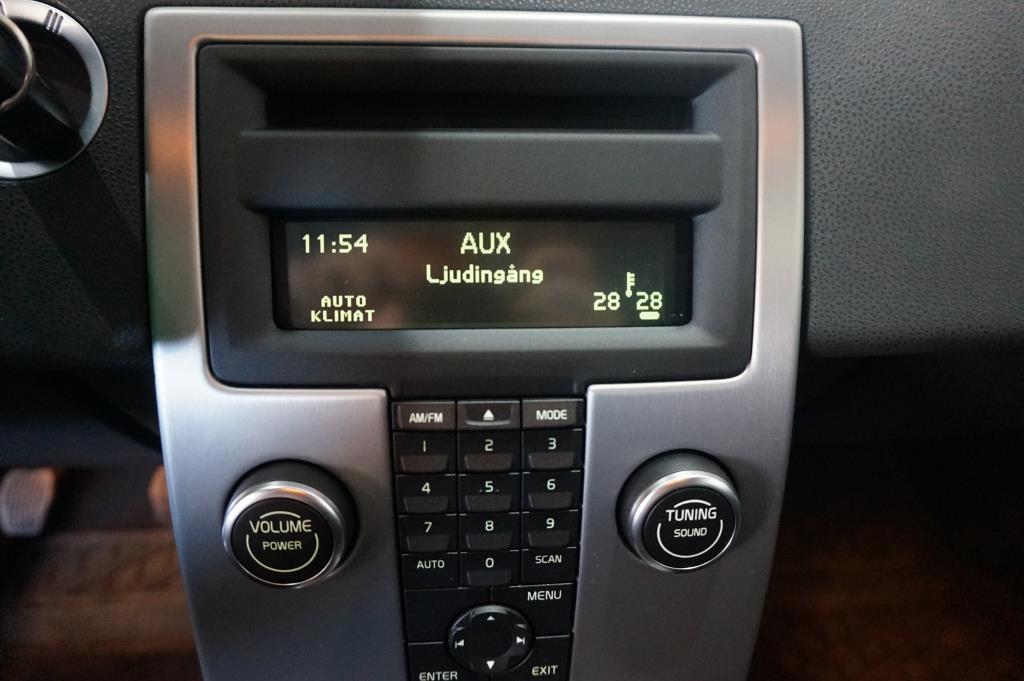 11:54 AUX
Ljudingång
AUTO
KLIMAT
28 28
AM/FM MODE
1 2 3
4 5 6
7 8 9
AUTO 0 SCAN
MENU
ENTER EXIT
VOLUME
POWER
TUNING
SOUND